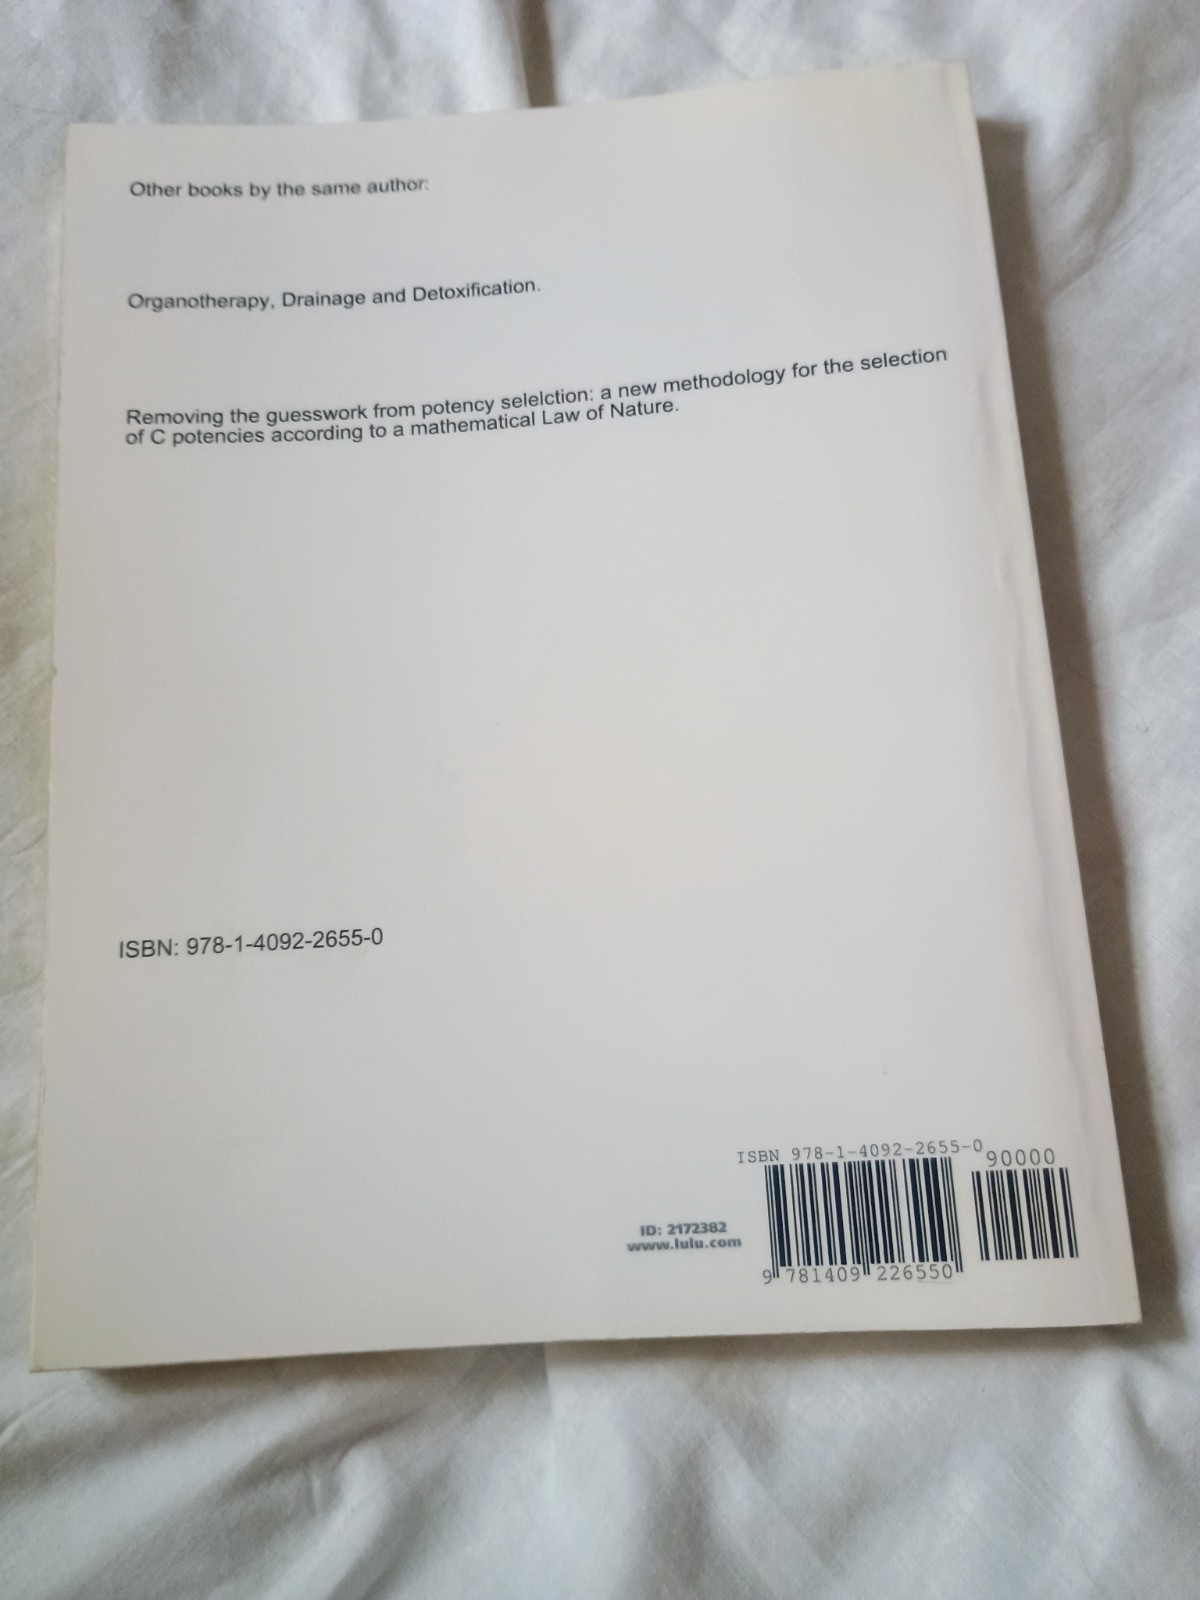 Other books by the same author:
Organotherapy, Drainage and Detoxification.
Removing the guesswork from potency selelction: a new methodology for the selection
of C potencies according to a mathematical Law of Nature.
ISBN: 978-1-4092-2655-0
ISBN 978-1-4092-2655-0
90000
ID: 2172382
www.lulu.com
9 781409 226550